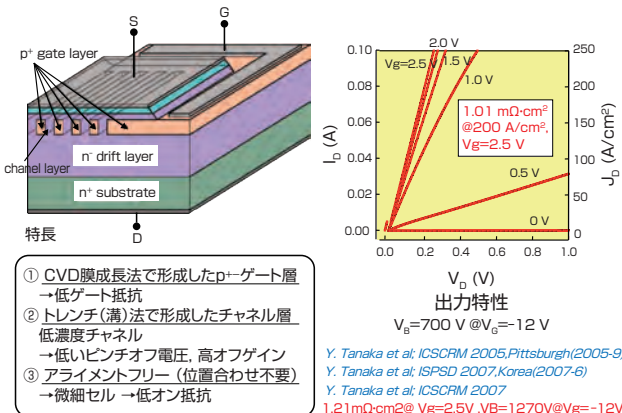 S
G
p⁺ gate layer
chanel layer
n⁻ drift layer
n⁺ substrate
D
特長
① CVD膜成長法で形成したp⁺−ゲート層
→低ゲート抵抗
② トレンチ(溝)法で形成したチャネル層
低濃度チャネル
→低いピンチオフ電圧, 高オフゲイン
③ アライメントフリー (位置合わせ不要)
→微細セル →低オン抵抗
I_D (A)
0.10
0.08
0.06
0.04
0.02
0.00
Vg=2.5 V
2.0 V
1.5 V
1.0 V
1.01 mΩ·cm²
@200 A/cm²,
Vg=2.5 V
0.5 V
0 V
250
200
150
100
50
0
J_D (A/cm²)
0.0 0.2 0.4 0.6 0.8 1.0
V_D (V)
出力特性
V_B=700 V @V_G=−12 V
Y. Tanaka et al; ICSCRM 2005,Pittsburgh(2005-9)
Y. Tanaka et al; ISPSD 2007,Korea(2007-6)
Y. Tanaka et al; ICSCRM 2007
1.21mΩ·cm2@ Vg=2.5V ,VB=1270V@Vg=−12V